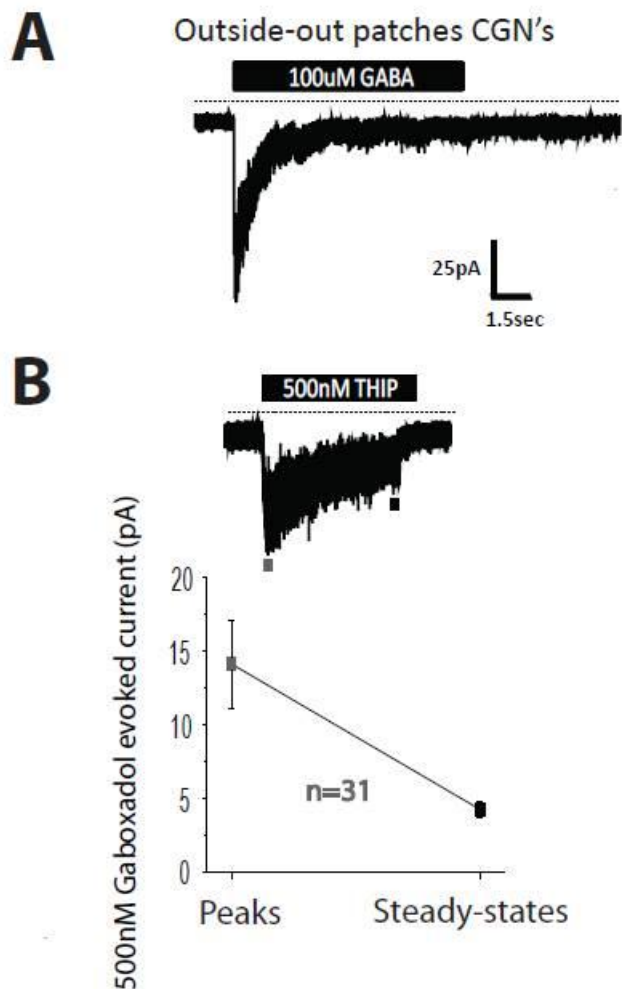 A
Outside-out patches CGN's
100uM GABA
25pA
1.5sec
B
500nM THIP
500nM Gaboxadol evoked current (pA)
20
15
10
5
0
n=31
Peaks
Steady-states